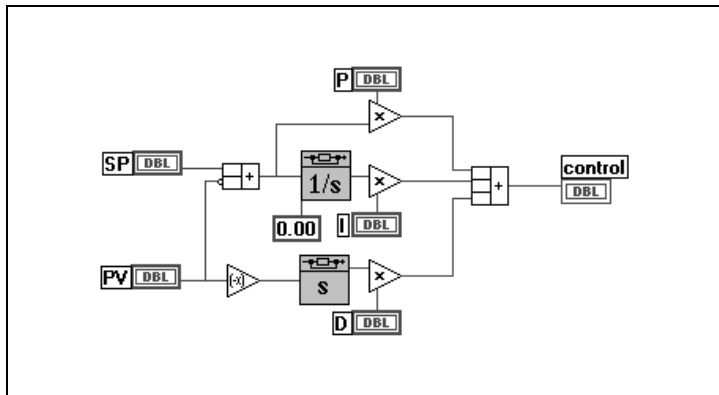 P DBL
x
SP DBL
+
1/s
x
+
control
DBL
0.00
I DBL
PV DBL
(-x)
s
x
D DBL